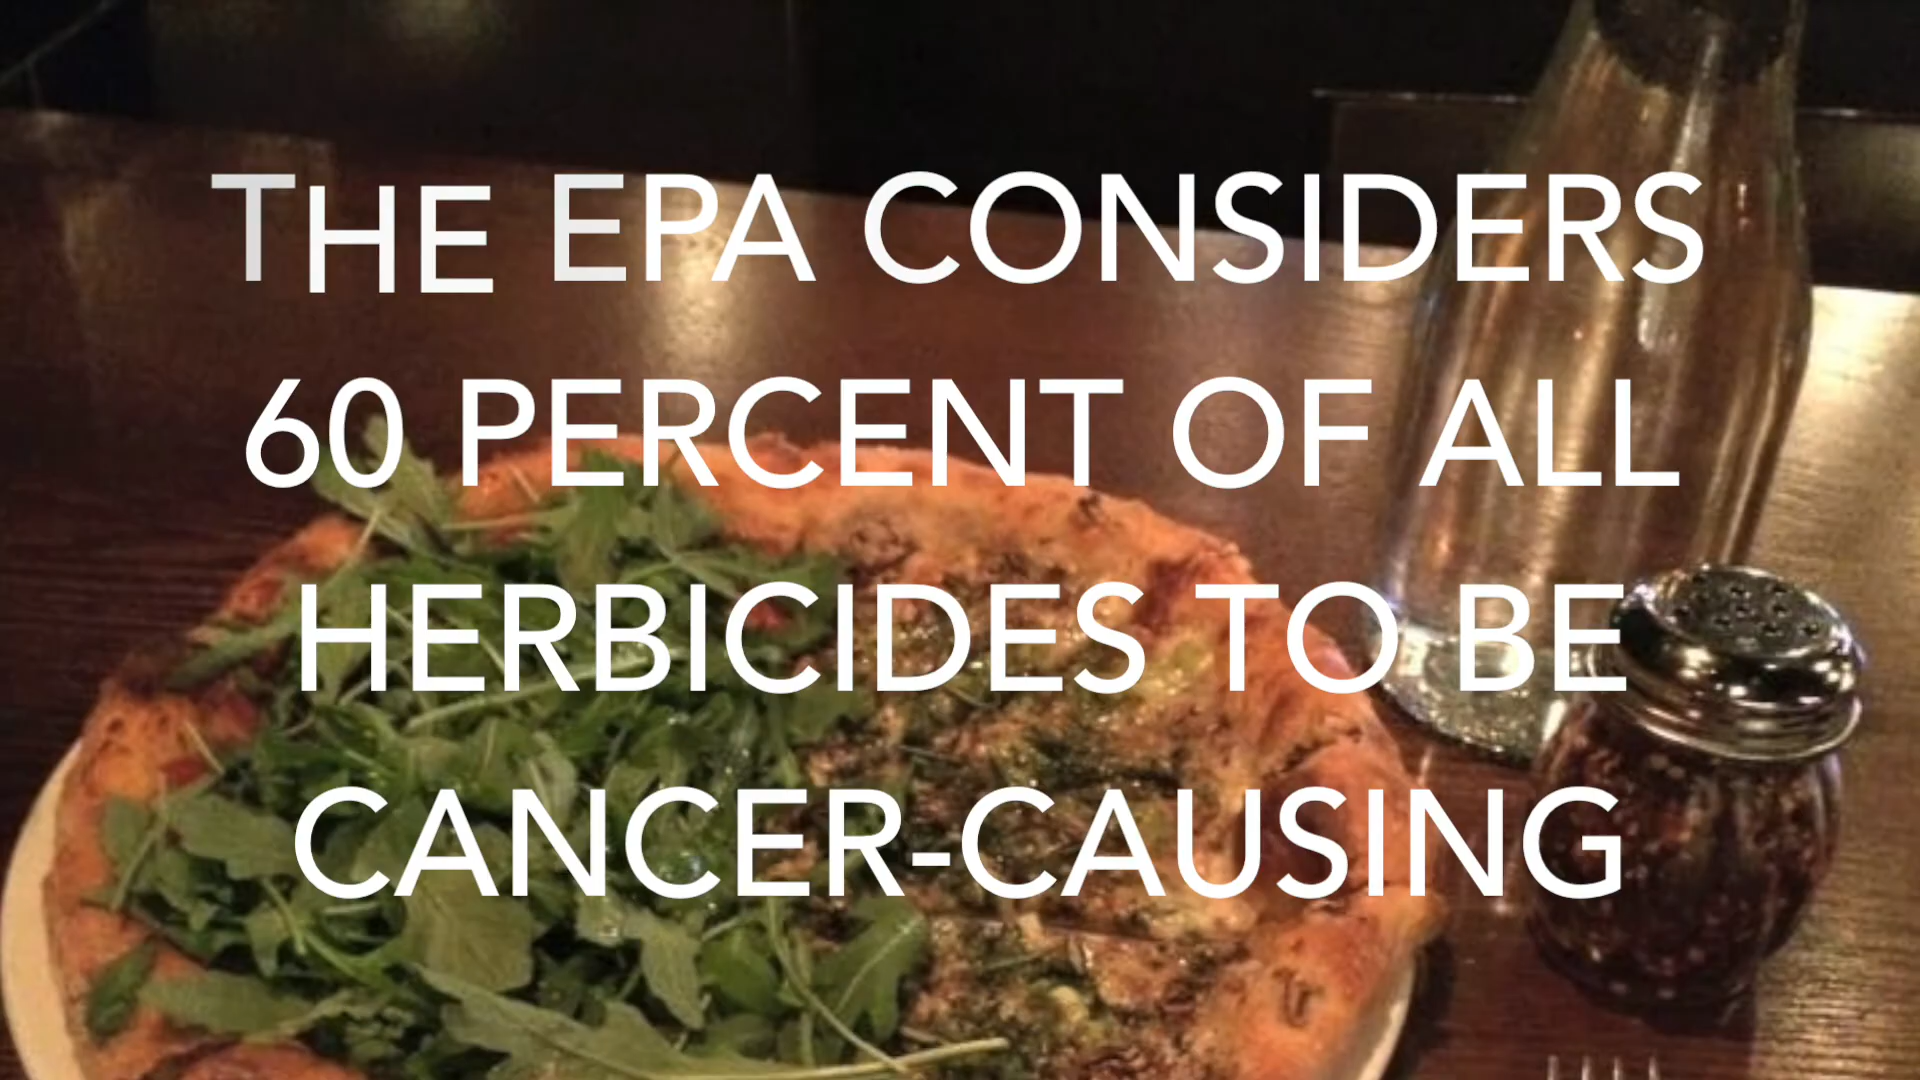 THE EPA CONSIDERS
60 PERCENT OF ALL
HERBICIDES TO BE
CANCER-CAUSING